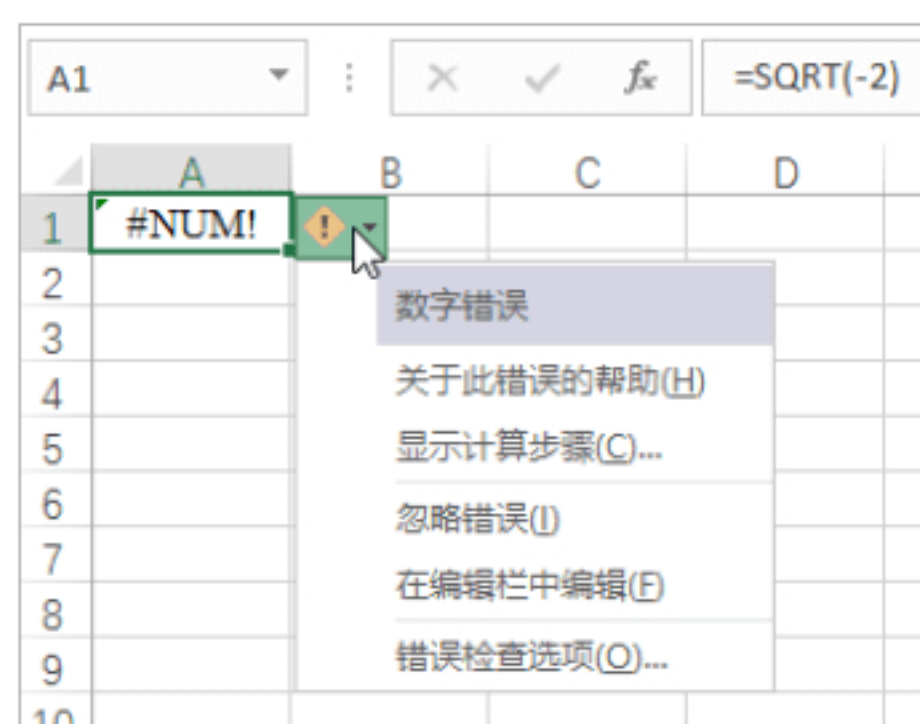 A1 fx =SQRT(-2)
A B C D
1 #NUM!
2
数字错误
3
关于此错误的帮助(H)
4
显示计算步骤(C)...
5
忽略错误(I)
6
7
在编辑栏中编辑(F)
8
错误检查选项(O)...
9
10